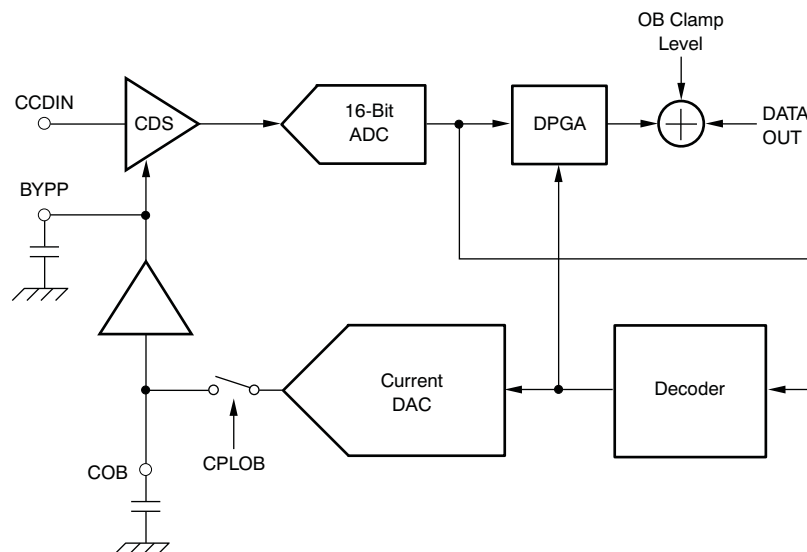 OB Clamp
Level
CCDIN
CDS
16-Bit
ADC
DPGA
DATA
OUT
BYPP
Current
DAC
Decoder
COB
CPLOB